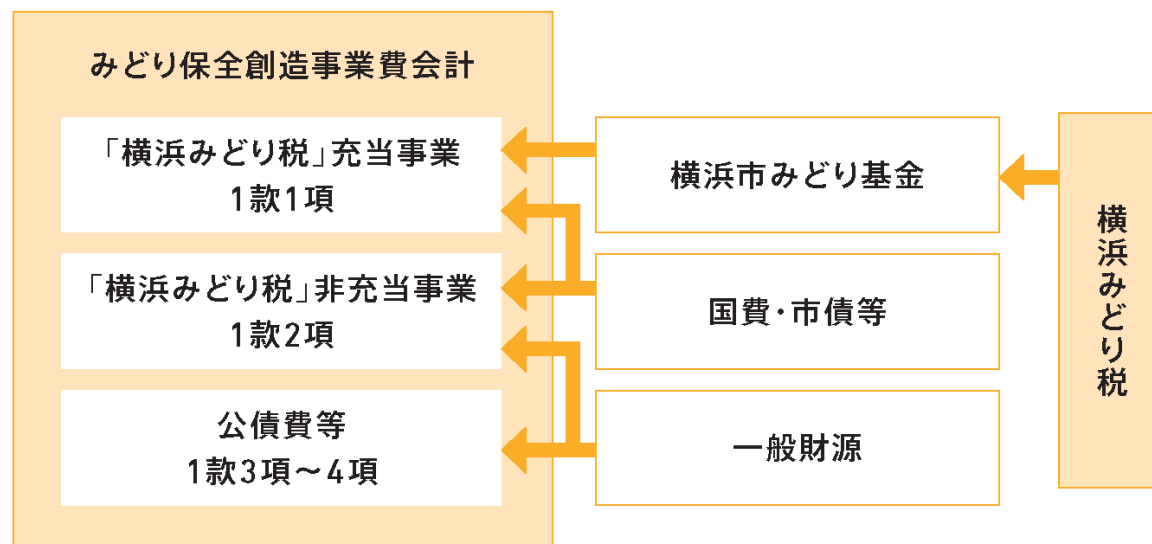 みどり保全創造事業費会計
「横浜みどり税」充当事業
1款1項
「横浜みどり税」非充当事業
1款2項
公債費等
1款3項～4項
横浜市みどり基金
国費・市債等
一般財源
横浜みどり税